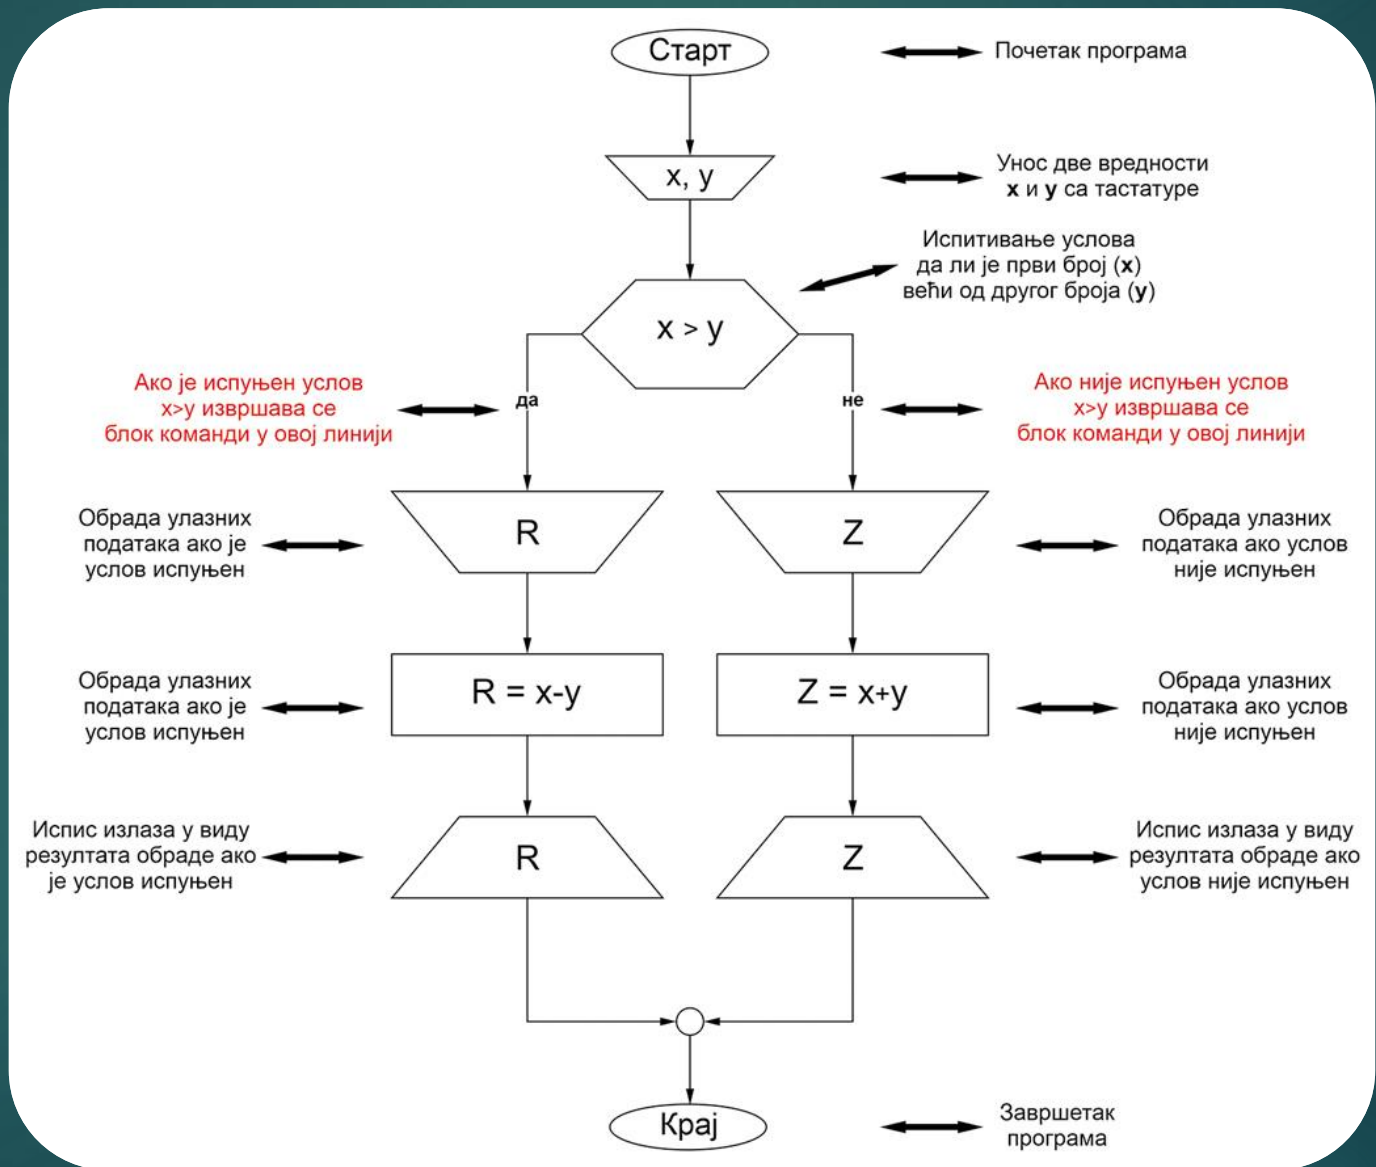 Старт
Почетак програма
x, y
Унос две вредности
x и y са тастатуре
Испитивање услова
да ли је први број (x)
већи од другог броја (y)
x > y
Ако је испуњен услов
x>y извршава се
блок команди у овој линији
да
не
Ако није испуњен услов
x>y извршава се
блок команди у овој линији
Обрада улазних
података ако је
услов испуњен
R
Z
Обрада улазних
података ако услов
није испуњен
Обрада улазних
података ако је
услов испуњен
R = x-y
Z = x+y
Обрада улазних
података ако услов
није испуњен
Испис излаза у виду
резултата обраде ако
је услов испуњен
R
Z
Испис излаза у виду
резултата обраде ако
услов није испуњен
Крај
Завршетак
програма